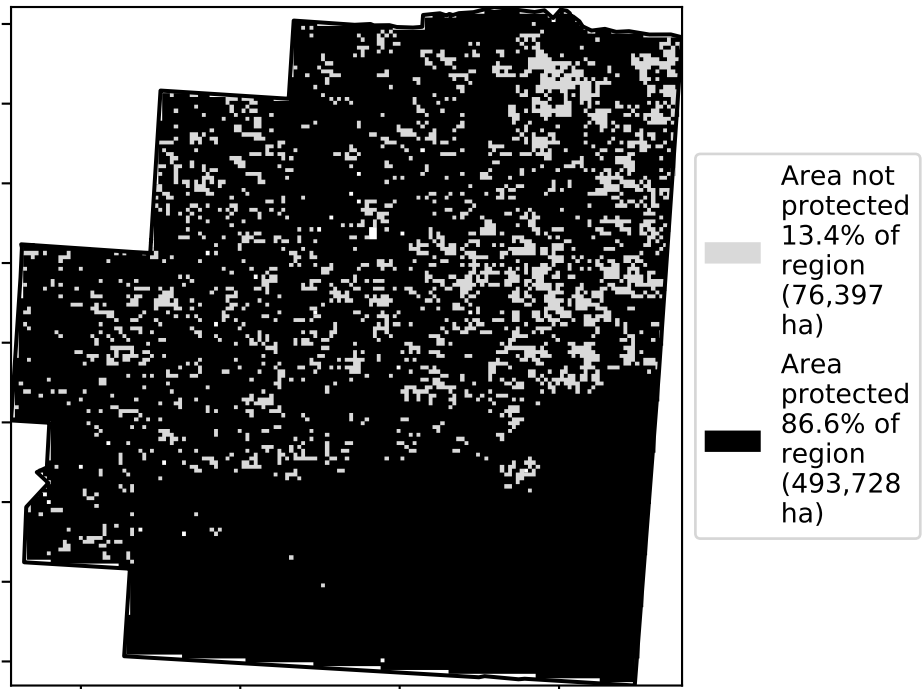 Area not
protected
13.4% of
region
(76,397
ha)
Area
protected
86.6% of
region
(493,728
ha)